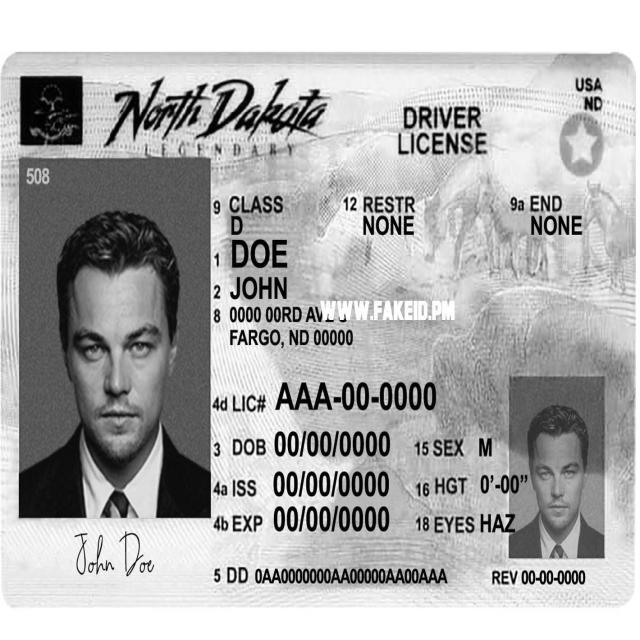 North Dakota
LEGENDARY
DRIVER
LICENSE
USA
ND
508
9 CLASS
D
12 RESTR
NONE
9a END
NONE
1 DOE
2 JOHN
8 0000 00RD
WWW.FAKEID.PM
FARGO, ND 00000
4d LIC# AAA-00-0000
3 DOB 00/00/0000 15 SEX M
4a ISS 00/00/0000 16 HGT 0'-00”
4b EXP 00/00/0000 18 EYES HAZ
John Doe
5 DD 0AA0000000AA00000AA00AAA REV 00-00-0000